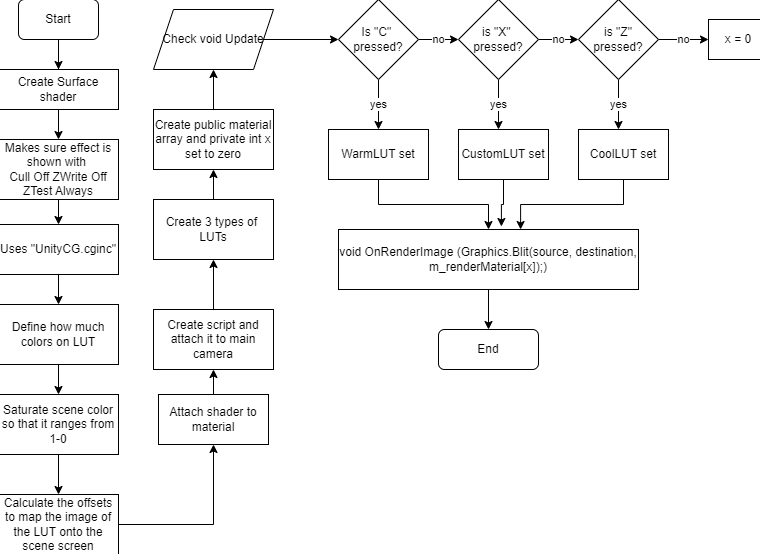 Start
Create Surface
shader
Makes sure effect is
shown with
Cull Off ZWrite Off
ZTest Always
Uses "UnityCG.cginc"
Define how much
colors on LUT
Saturate scene color
so that it ranges from
1-0
Calculate the offsets
to map the image of
the LUT onto the
scene screen
Attach shader to
material
Create script and
attach it to main
camera
Create 3 types of
LUTs
Create public material
array and private int x
set to zero
Check void Update
Is "C"
pressed?
no
is "X"
pressed?
no
is "Z"
pressed?
no
x = 0
yes
yes
yes
WarmLUT set
CustomLUT set
CoolLUT set
void OnRenderImage (Graphics.Blit(source, destination,
m_renderMaterial[x]);)
End